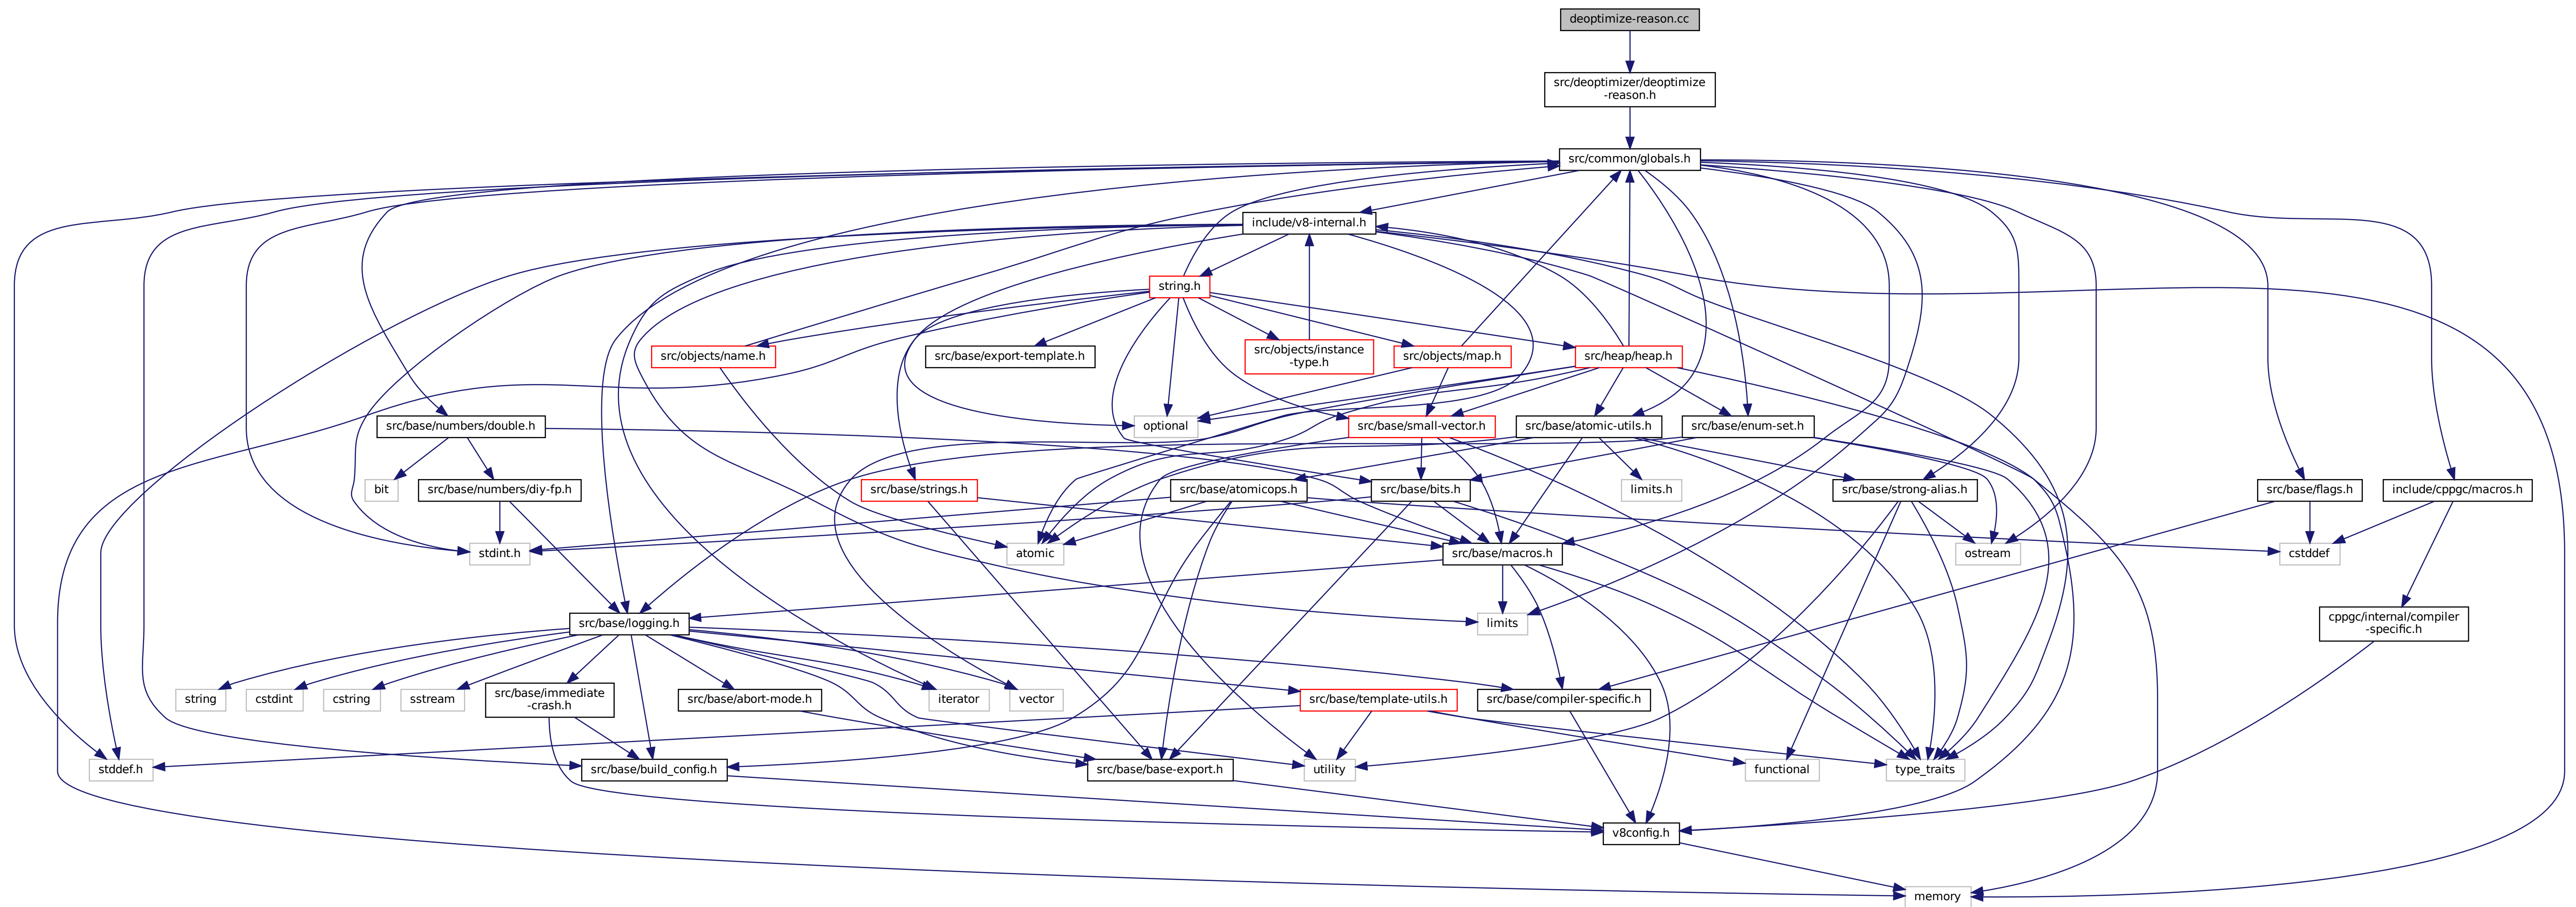 deoptimize-reason.cc
src/deoptimizer/deoptimize
-reason.h
src/common/globals.h
include/v8-internal.h
string.h
src/objects/name.h
src/base/export-template.h
src/objects/instance
-type.h
src/objects/map.h
src/heap/heap.h
src/base/numbers/double.h
optional
src/base/small-vector.h
src/base/atomic-utils.h
src/base/enum-set.h
bit
src/base/numbers/diy-fp.h
src/base/strings.h
src/base/atomicops.h
src/base/bits.h
limits.h
src/base/strong-alias.h
src/base/flags.h
include/cppgc/macros.h
stdint.h
atomic
src/base/macros.h
ostream
cstddef
src/base/logging.h
limits
cppgc/internal/compiler
-specific.h
string
cstdint
cstring
sstream
src/base/immediate
-crash.h
src/base/abort-mode.h
iterator
vector
src/base/template-utils.h
src/base/compiler-specific.h
stddef.h
src/base/build_config.h
src/base/base-export.h
utility
functional
type_traits
v8config.h
memory